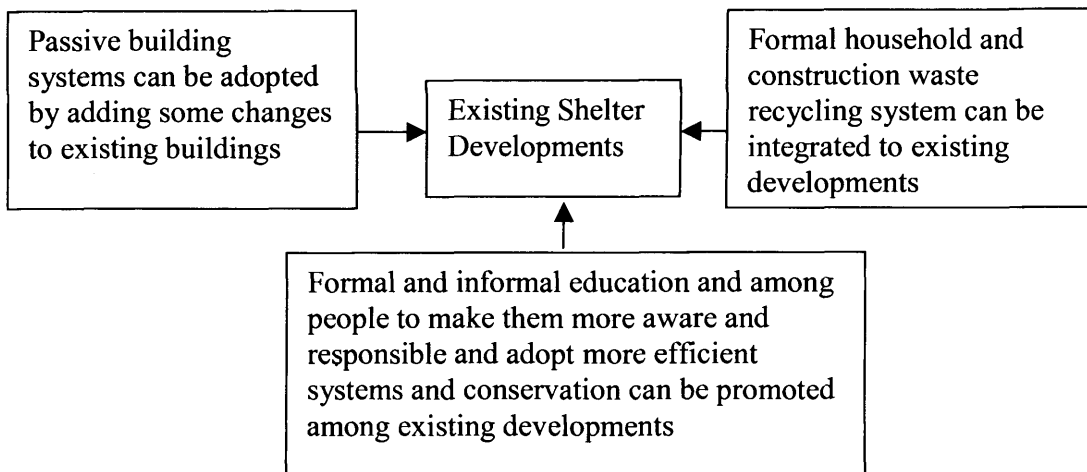 Passive building
systems can be adopted
by adding some changes
to existing buildings
Existing Shelter
Developments
Formal household and
construction waste
recycling system can be
integrated to existing
developments
Formal and informal education and among
people to make them more aware and
responsible and adopt more efficient
systems and conservation can be promoted
among existing developments